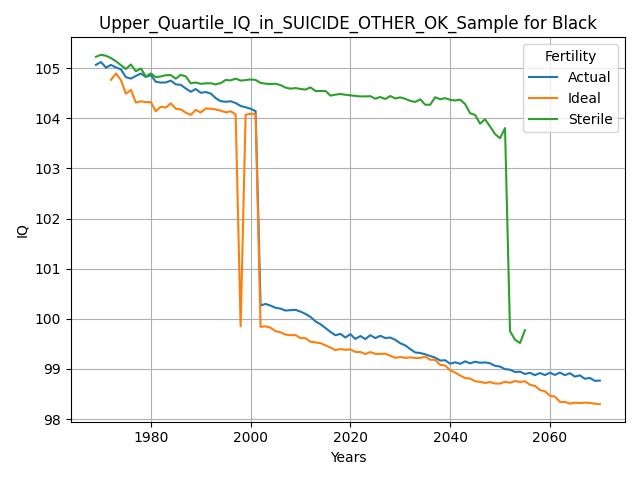 Upper_Quartile_IQ_in_SUICIDE_OTHER_OK_Sample for Black
Fertility
Actual
Ideal
Sterile
105
104
103
102
101
100
99
98
IQ
1980
2000
2020
2040
2060
Years